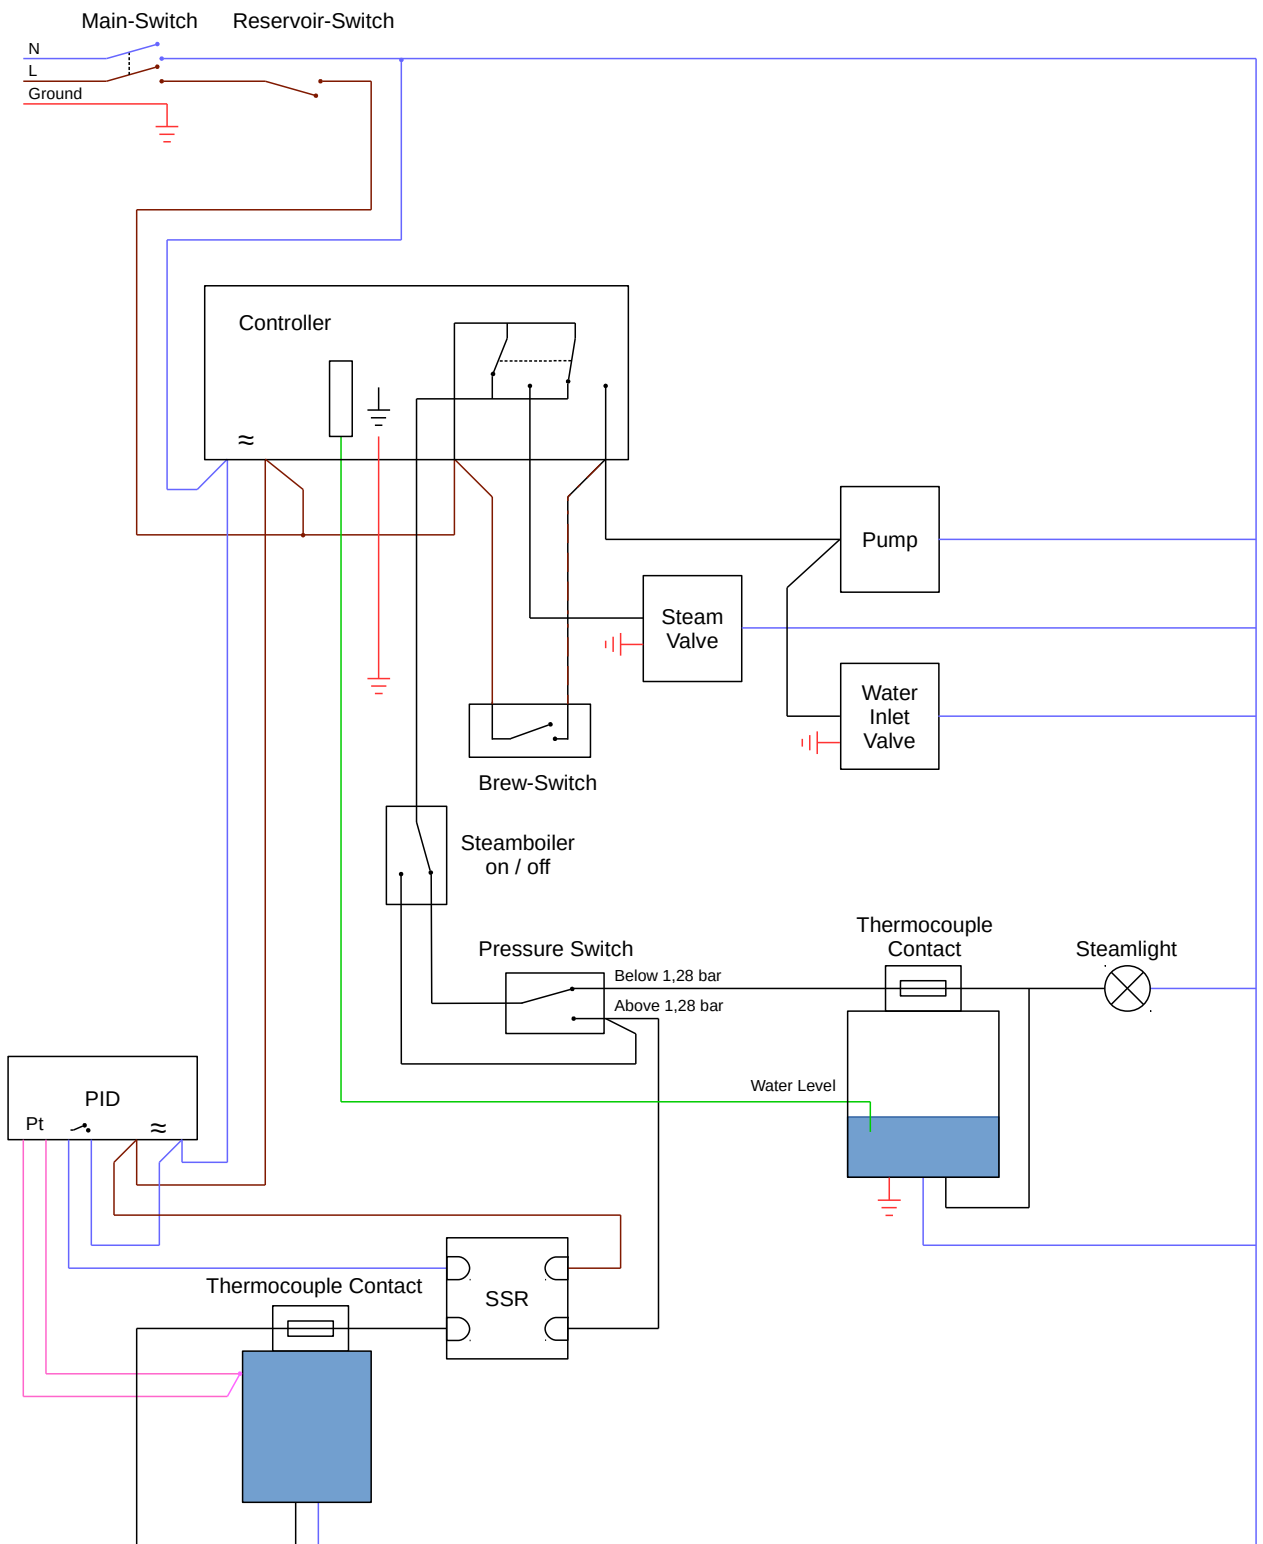 Main-Switch
Reservoir-Switch
N
L
Ground
Controller
≈
Pump
Steam
Valve
Water
Inlet
Valve
Brew-Switch
Steamboiler
on / off
Thermocouple
Contact
Steamlight
Pressure Switch
Below 1,28 bar
Above 1,28 bar
Water Level
PID
Pt
≈
Thermocouple Contact
SSR